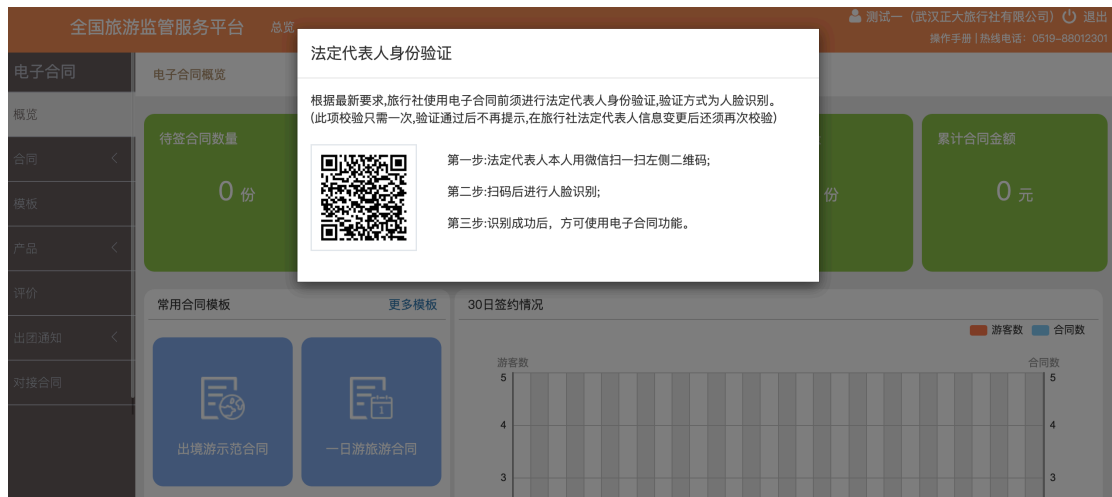 全国旅游监管服务平台
总览
测试一（武汉正大旅行社有限公司）
退出
操作手册 | 热线电话：0519-88012301
电子合同
电子合同概览
概览
合同
模板
产品
评价
出团通知
对接合同
法定代表人身份验证
根据最新要求,旅行社使用电子合同前须进行法定代表人身份验证,验证方式为人脸识别。
(此项校验只需一次,验证通过后不再提示,在旅行社法定代表人信息变更后还须再次校验)
第一步:法定代表人本人用微信扫一扫左侧二维码;
第二步:扫码后进行人脸识别;
第三步:识别成功后，方可使用电子合同功能。
待签合同数量
0 份
份
累计合同金额
0 元
常用合同模板
更多模板
出境游示范合同
一日游旅游合同
30日签约情况
游客数
合同数
游客数
合同数
5
5
4
4
3
3